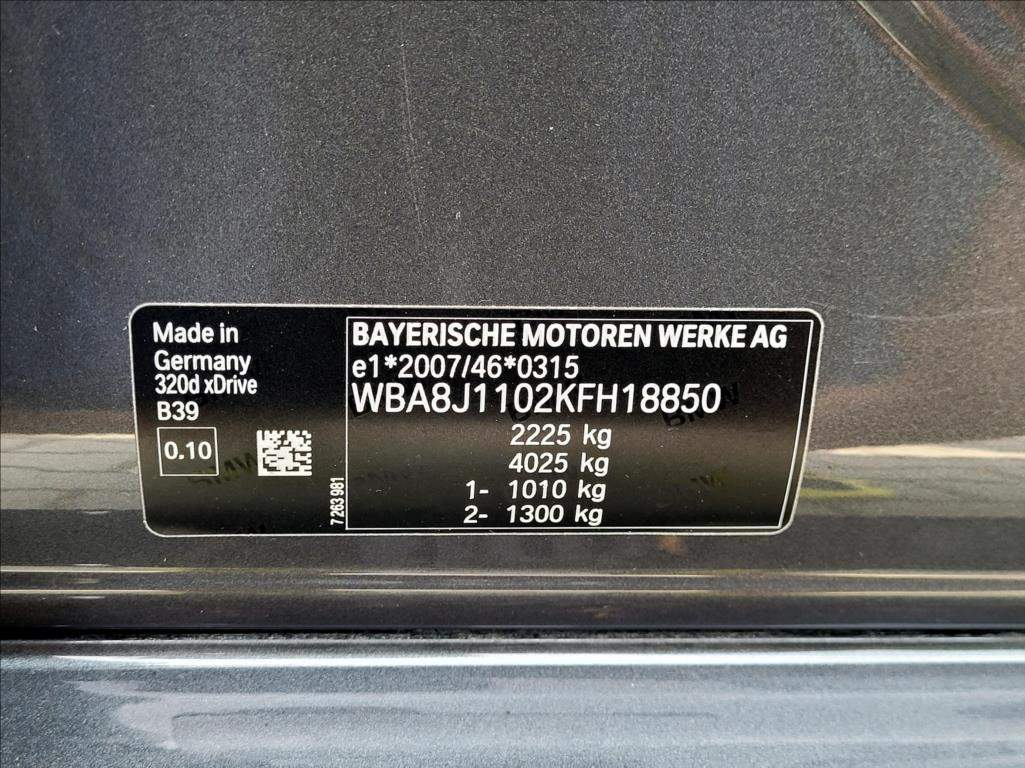 Made in
Germany
320d xDrive
B39
0.10
7 263 981
BAYERISCHE MOTOREN WERKE AG
e1*2007/46*0315
WBA8J1102KFH18850
2225 kg
4025 kg
1- 1010 kg
2- 1300 kg